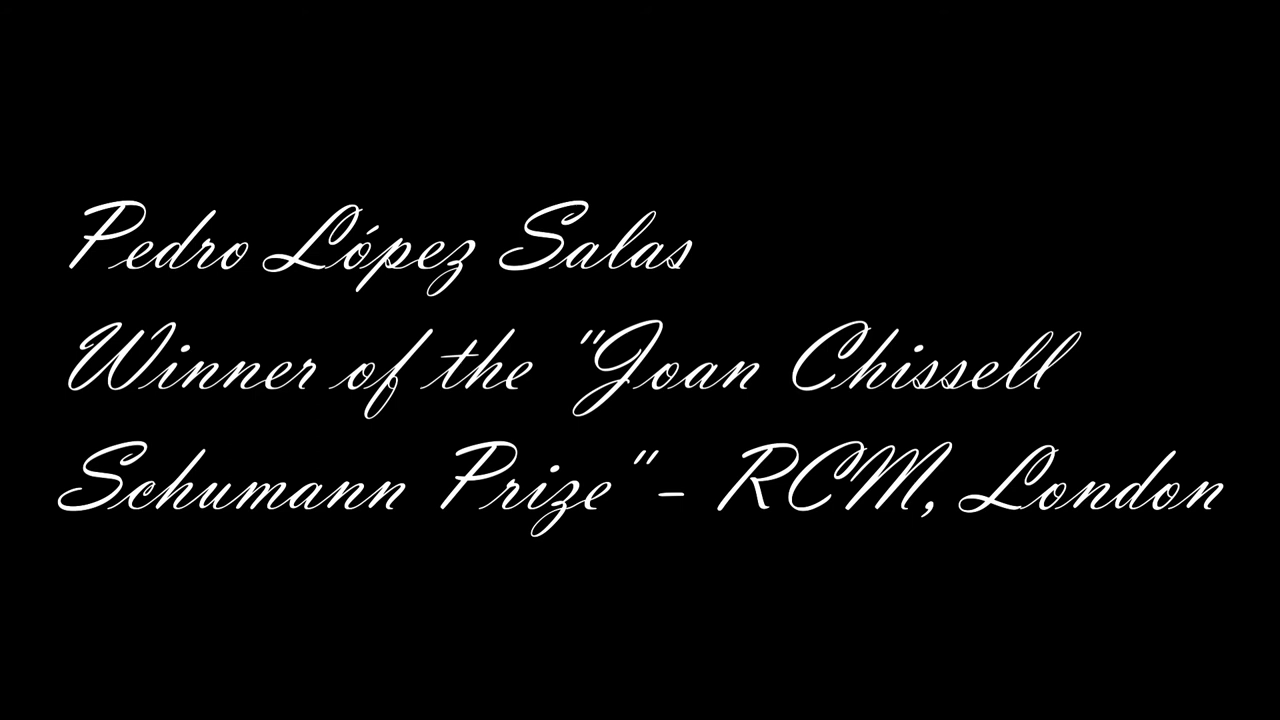 Pedro López Salas
Winner of the "Joan Chissell
Schumann Prize" - RCM, London